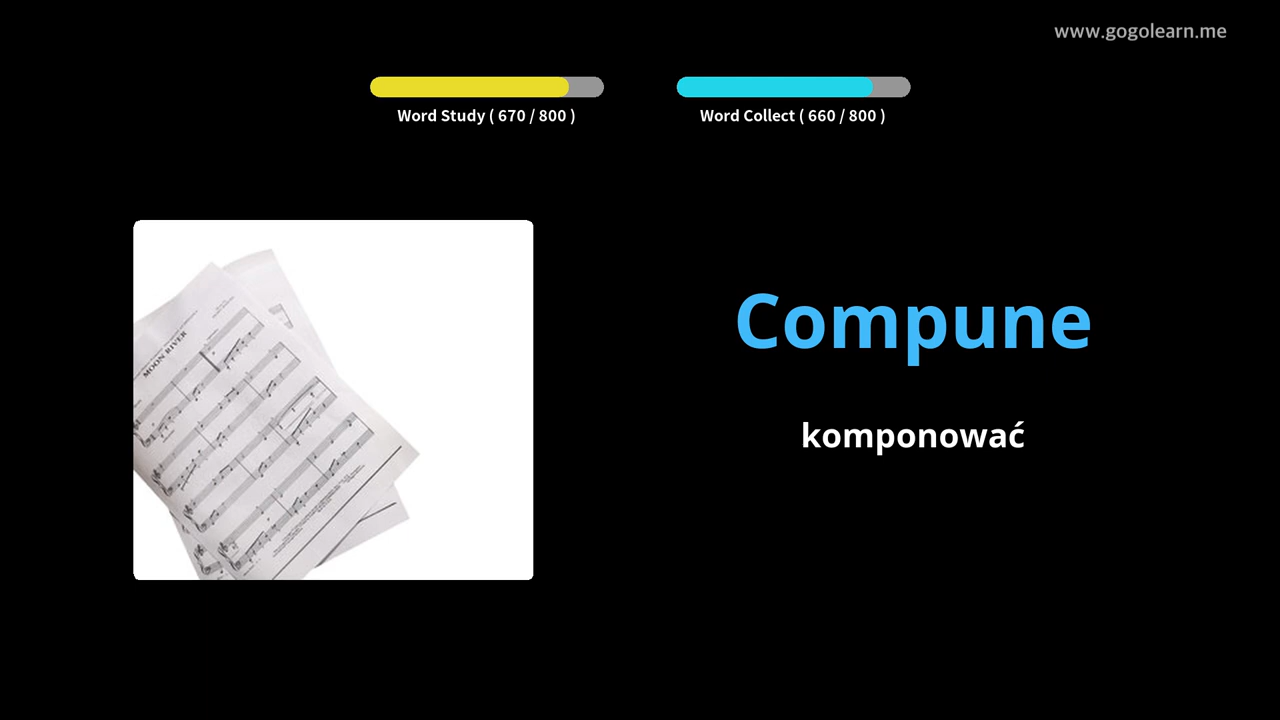 www.gogolearn.me
Word Study ( 670 / 800 )
Word Collect ( 660 / 800 )
MOON RIVER
Compune
komponować